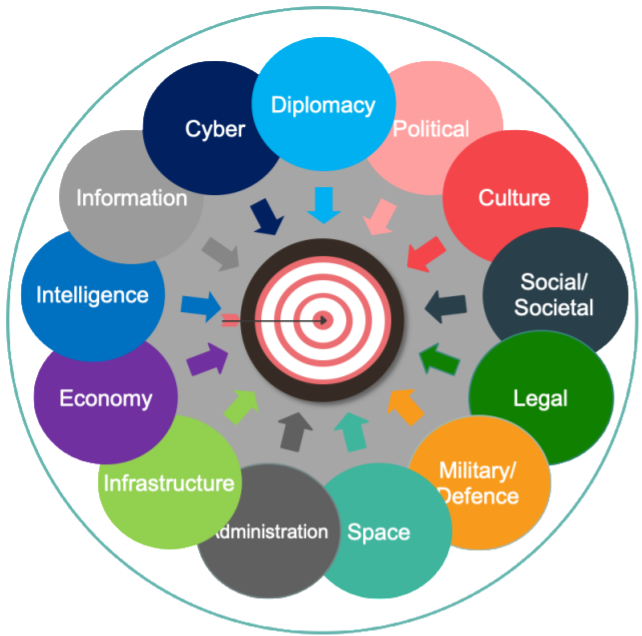 Diplomacy
Political
Culture
Social/
Societal
Legal
Military/
Defence
Space
Administration
Infrastructure
Economy
Intelligence
Information
Cyber